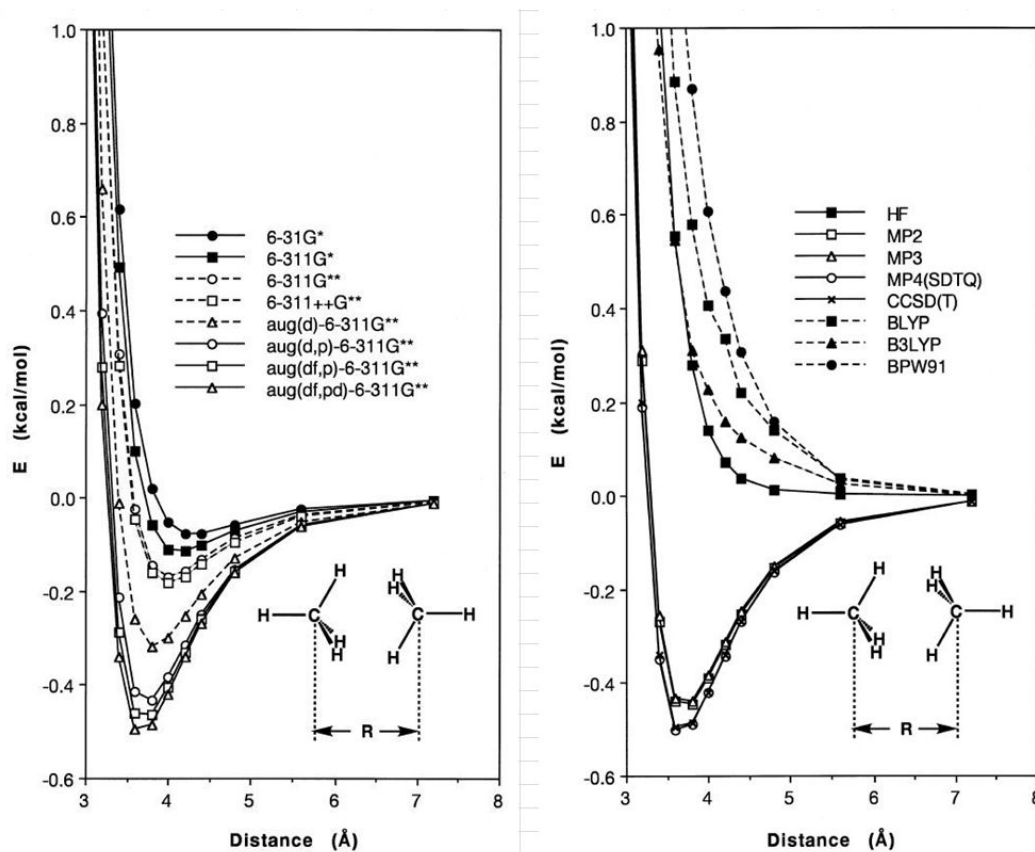 1.0
0.8
0.6
0.4
0.2
0.0
-0.2
-0.4
-0.6
E (kcal/mol)
6-31G*
6-311G*
6-311G**
6-311++G**
aug(d)-6-311G**
aug(d,p)-6-311G**
aug(df,p)-6-311G**
aug(df,pd)-6-311G**
H
H
H
H C C H
H
H H
R
3 4 5 6 7 8
Distance (Å)
1.0
0.8
0.6
0.4
0.2
0.0
-0.2
-0.4
-0.6
E (kcal/mol)
HF
MP2
MP3
MP4(SDTQ)
CCSD(T)
BLYP
B3LYP
BPW91
H
H
H
H C C H
H
H H
R
3 4 5 6 7 8
Distance (Å)